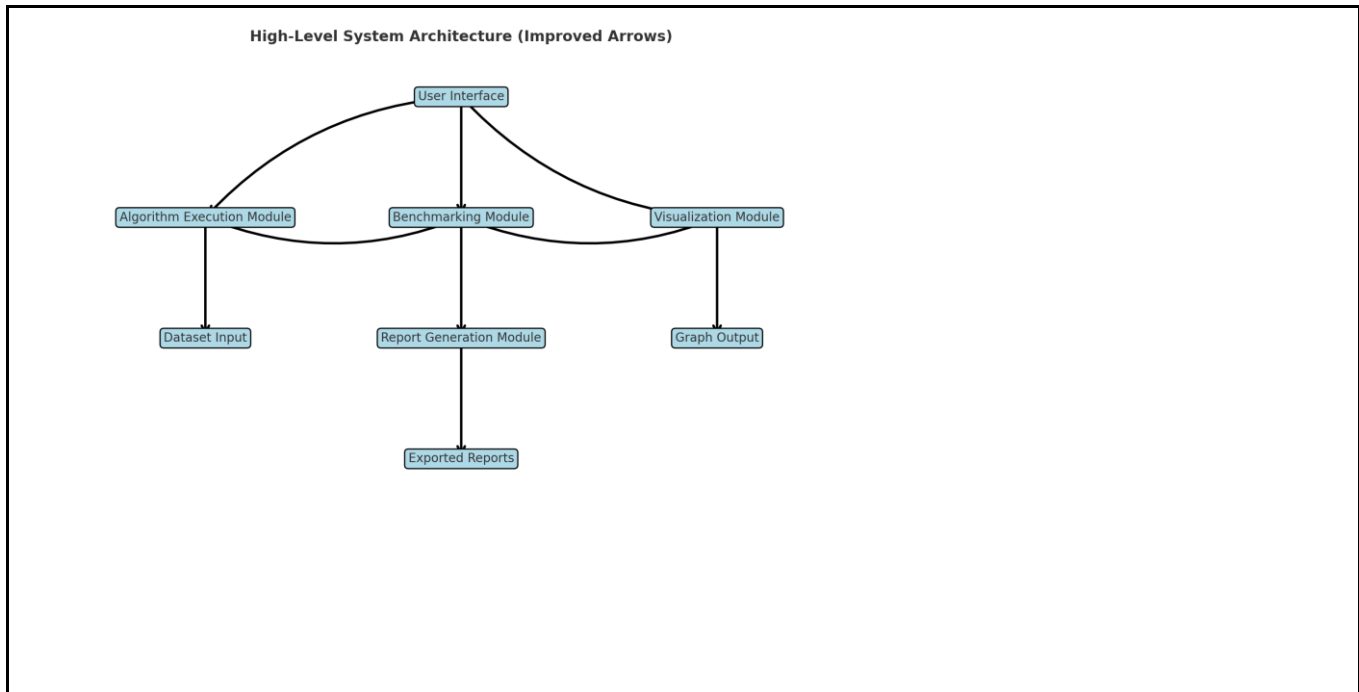 High-Level System Architecture (Improved Arrows)
User Interface
Algorithm Execution Module
Benchmarking Module
Visualization Module
Dataset Input
Report Generation Module
Graph Output
Exported Reports